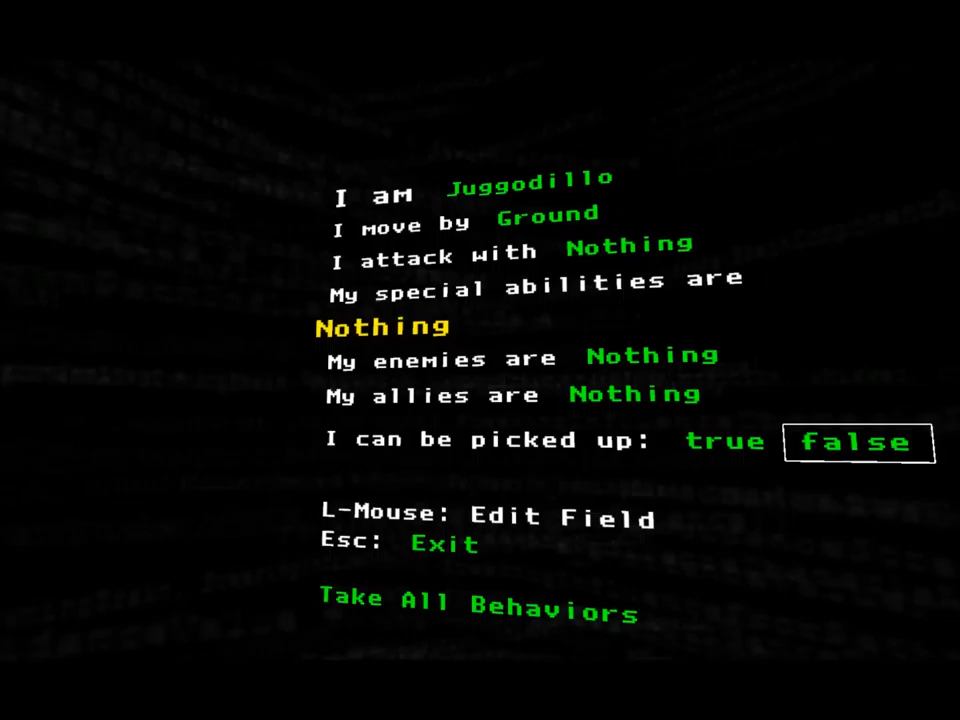 I am Juggodillo
I move by Ground
I attack with Nothing
My special abilities are
Nothing
My enemies are Nothing
My allies are Nothing
I can be picked up: true false
L-Mouse: Edit Field
Esc: Exit
Take All Behaviors